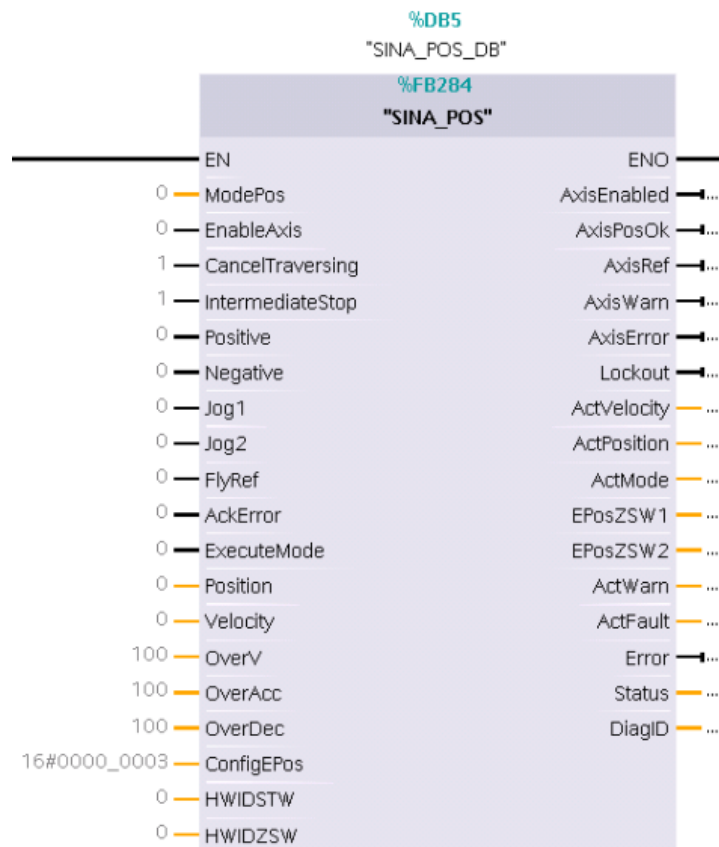 %DB5
"SINA_POS_DB"
%FB284
"SINA_POS"
EN ENO
0 ModePos AxisEnabled ...
0 EnableAxis AxisPosOk ...
1 CancelTraversing AxisRef ...
1 IntermediateStop AxisWarn ...
0 Positive AxisError ...
0 Negative Lockout ...
0 Jog1 ActVelocity ...
0 Jog2 ActPosition ...
0 FlyRef ActMode ...
0 AckError EPosZSW1 ...
0 ExecuteMode EPosZSW2 ...
0 Position ActWarn ...
0 Velocity ActFault ...
100 OverV Error ...
100 OverAcc Status ...
100 OverDec DiagID ...
16#0000_0003 ConfigEPos
0 HWIDSTW
0 HWIDZSW